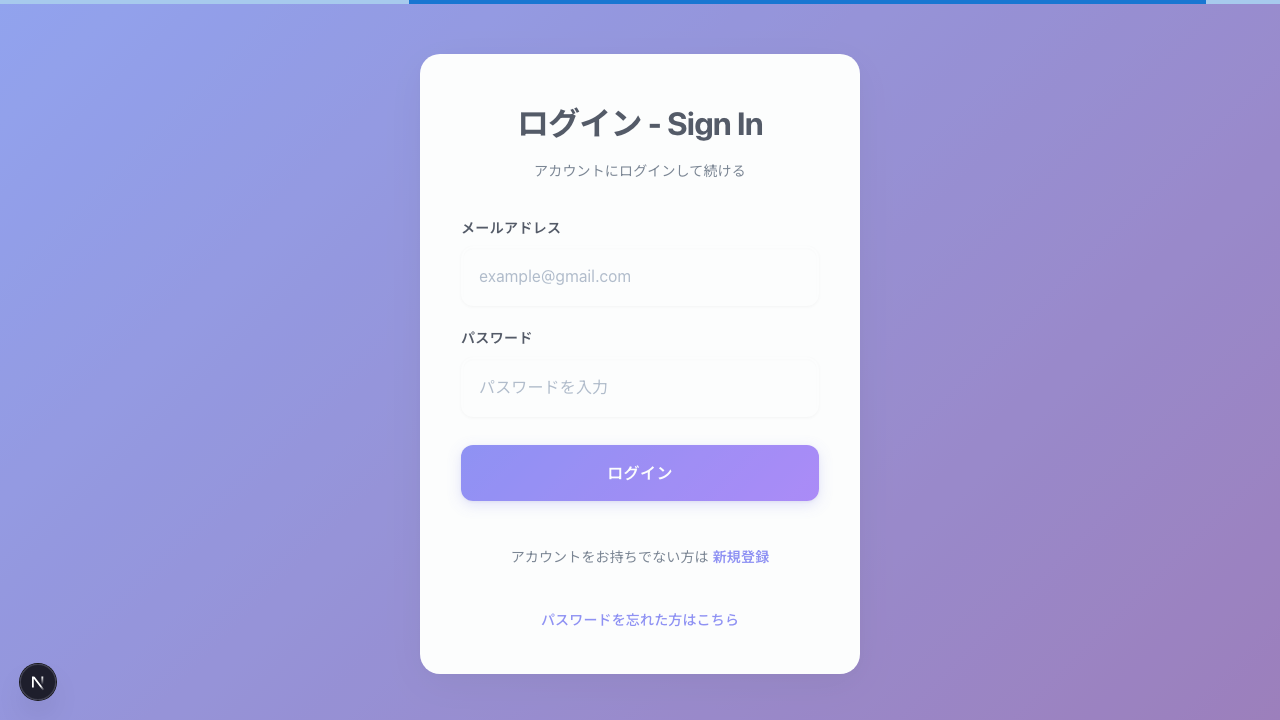 ログイン - Sign In
アカウントにログインして続ける
メールアドレス
example@gmail.com
パスワード
パスワードを入力
ログイン
アカウントをお持ちでない方は 新規登録
パスワードを忘れた方はこちら
N